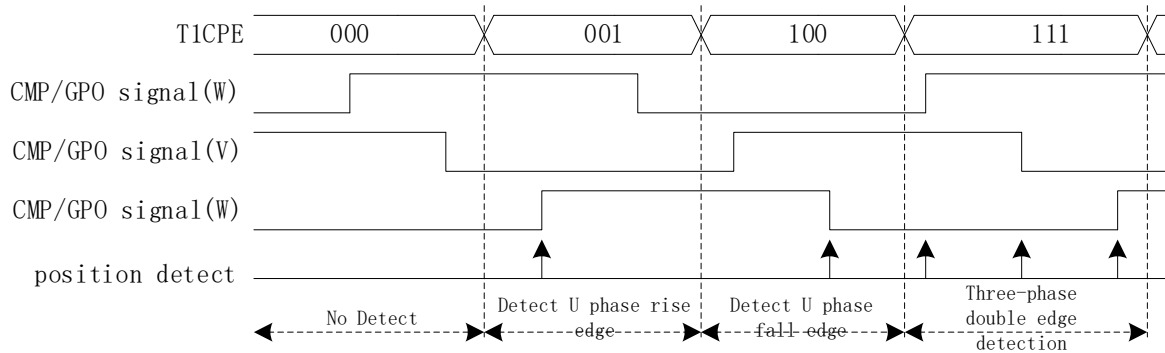 T1CPE 000 001 100 111
CMP/GPO signal(W)
CMP/GPO signal(V)
CMP/GPO signal(W)
position detect
No Detect
Detect U phase rise
edge
Detect U phase
fall edge
Three-phase
double edge
detection